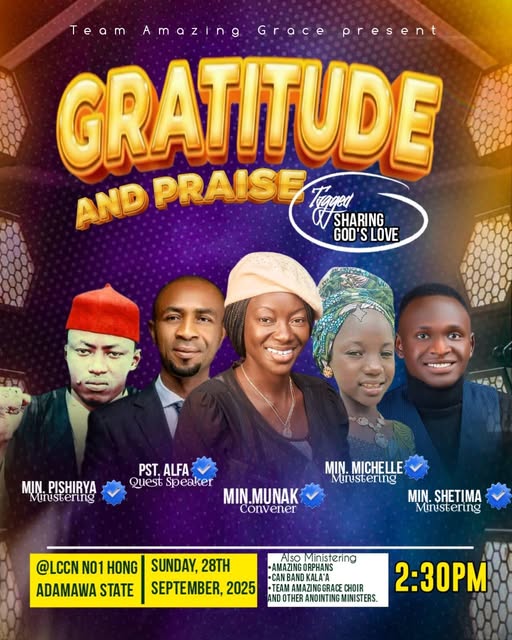 Team Amazing Grace present
GRATITUDE
AND PRAISE
Tagged
SHARING
GOD'S LOVE
MIN. PISHIRYA
Ministering
PST. ALFA
Quest Speaker
MIN.MUNAK
Convener
MIN. MICHELLE
Ministering
MIN. SHETIMA
Ministering
@LCCN NO1 HONG
ADAMAWA STATE
SUNDAY, 28TH
SEPTEMBER, 2025
Also Ministering
•AMAZING ORPHANS
•CAN BAND KALA'A
•TEAM AMAZING GRACE CHOIR
AND OTHER ANOINTING MINISTERS.
2:30PM